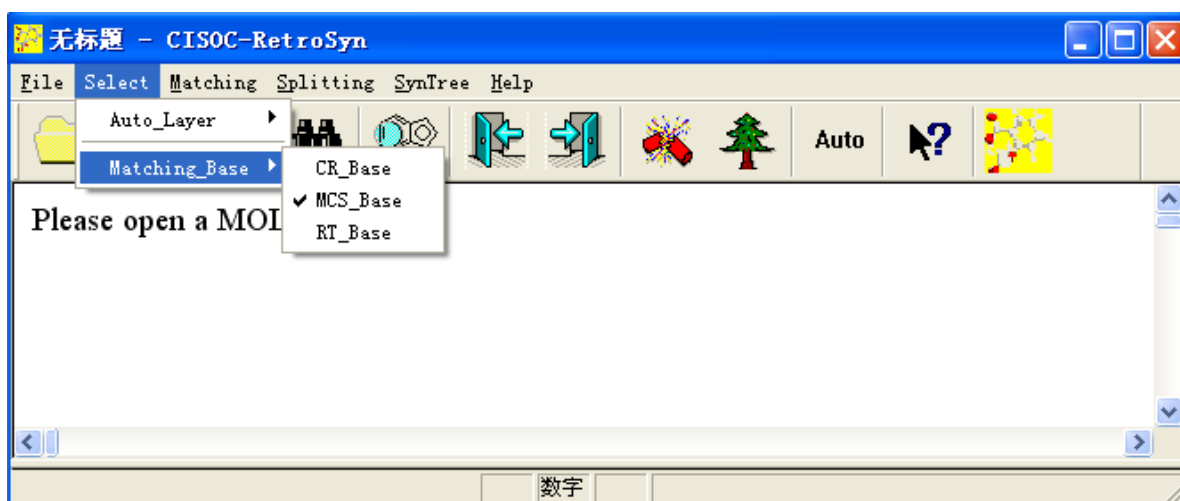 无标题 - CISOC-RetroSyn
File Select Matching Splitting SynTree Help
Auto_Layer
Auto
Matching_Base
CR_Base
MCS_Base
RT_Base
Please open a MOL
数字